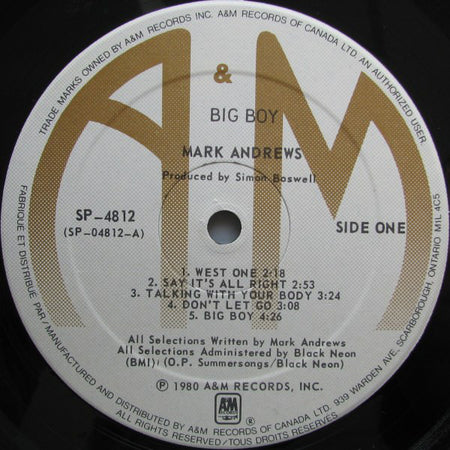 TRADE MARKS OWNED BY A&M RECORDS INC. A&M RECORDS OF CANADA LTD. AN AUTHORIZED USER.
&
BIG BOY
MARK ANDREWS
Produced by Simon Boswell
SP-4812
(SP-04812-A)
SIDE ONE
1. WEST ONE 2:18
2. SAY IT'S ALL RIGHT 2:53
3. TALKING WITH YOUR BODY 3:24
4. DON'T LET GO 3:08
5. BIG BOY 4:26
All Selections Written by Mark Andrews
All Selections Administered by Black Neon
(BMI) (O.P. Summersongs/Black Neon)
℗ 1980 A&M RECORDS, INC.
A&M
RECORDS
®
FABRIQUE ET DISTRIBUE PAR/MANUFACTURED AND DISTRIBUTED BY A&M RECORDS OF CANADA LTD. 939 WARDEN AVE. SCARBOROUGH, ONTARIO M1L 4C5
ALL RIGHTS RESERVED/TOUS DROITS RESERVES
A M